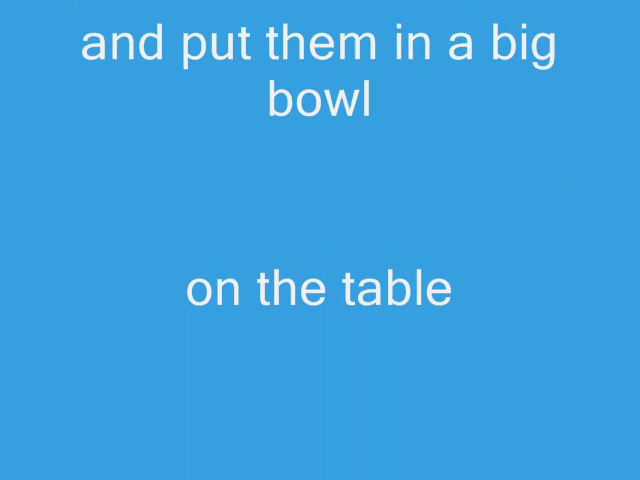 and put them in a big
bowl
on the table